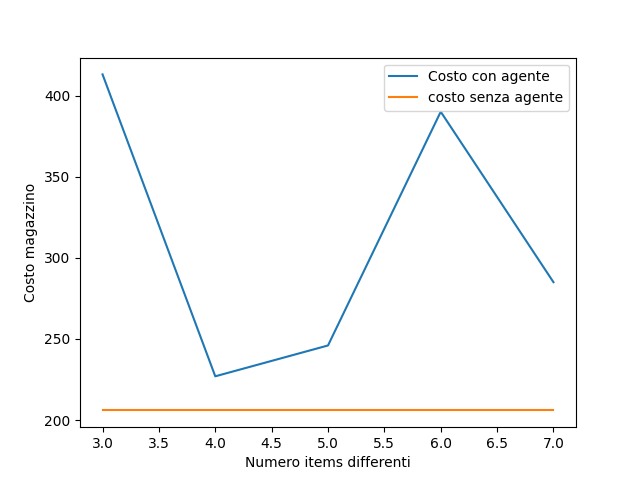 Costo con agente
costo senza agente
400
350
300
250
200
Costo magazzino
3.0 3.5 4.0 4.5 5.0 5.5 6.0 6.5 7.0
Numero items differenti